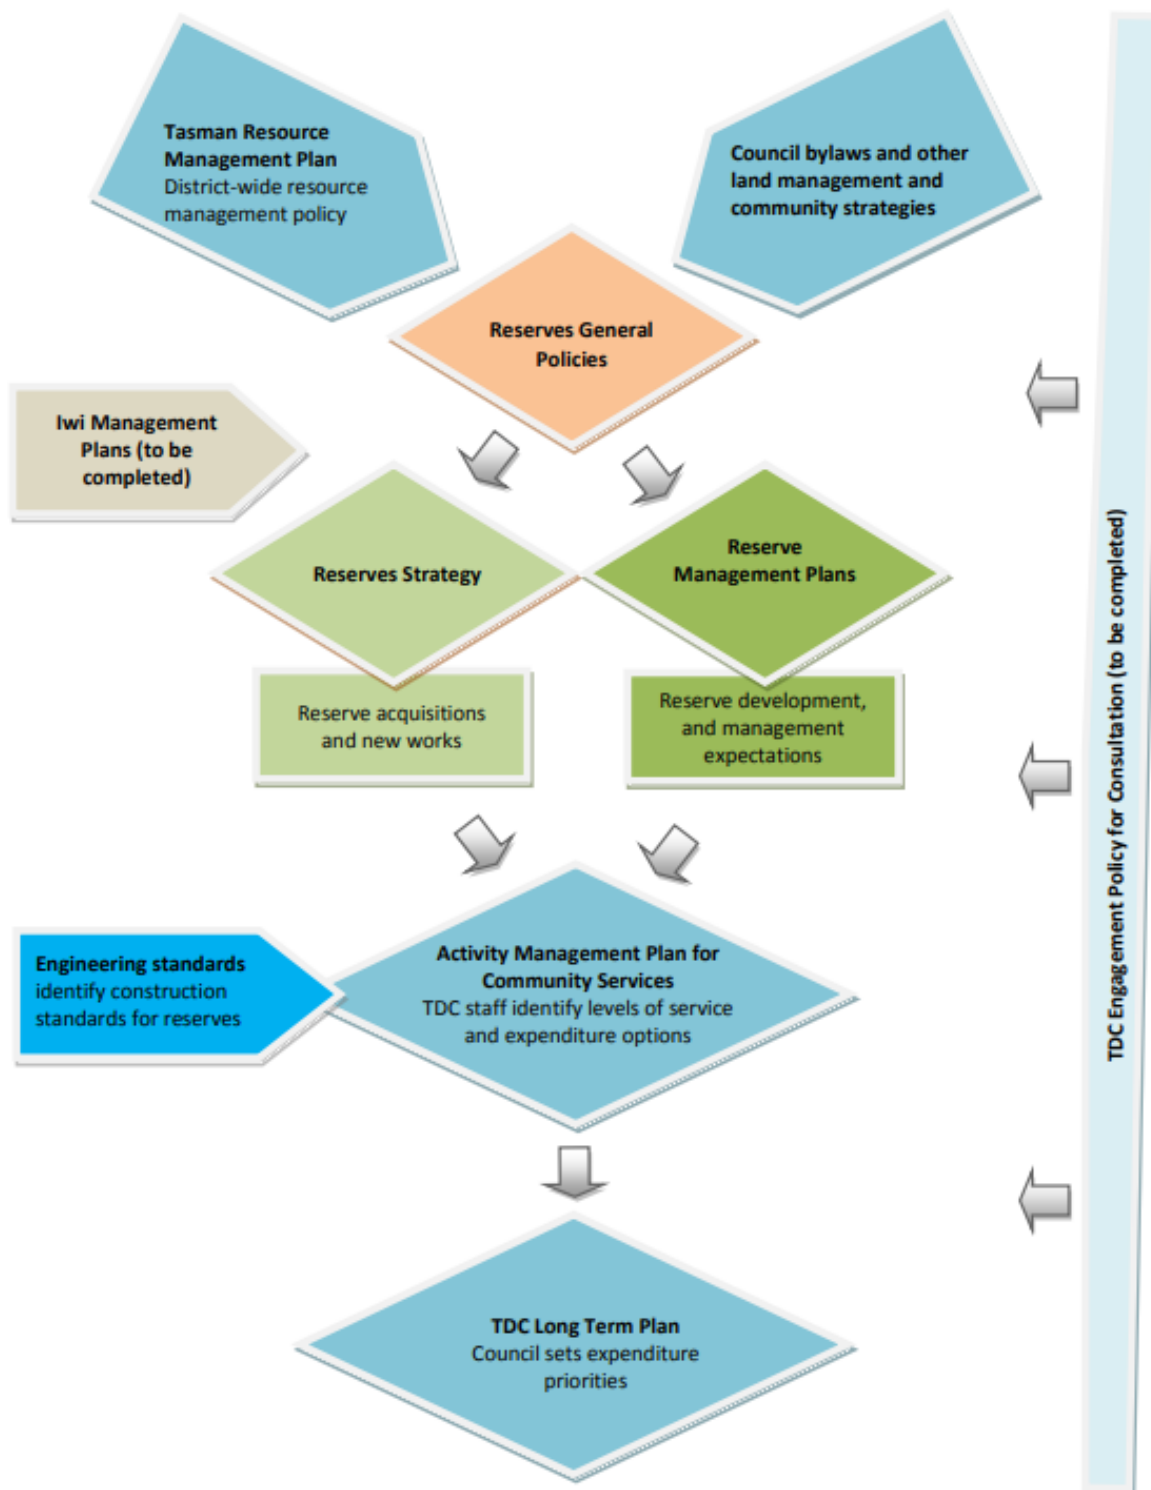 Tasman Resource
Management Plan
District-wide resource
management policy
Council bylaws and other
land management and
community strategies
Reserves General
Policies
Iwi Management
Plans (to be
completed)
Reserves Strategy
Reserve
Management Plans
Reserve acquisitions
and new works
Reserve development,
and management
expectations
Engineering standards
identify construction
standards for reserves
Activity Management Plan for
Community Services
TDC staff identify levels of service
and expenditure options
TDC Long Term Plan
Council sets expenditure
priorities
TDC Engagement Policy for Consultation (to be completed)